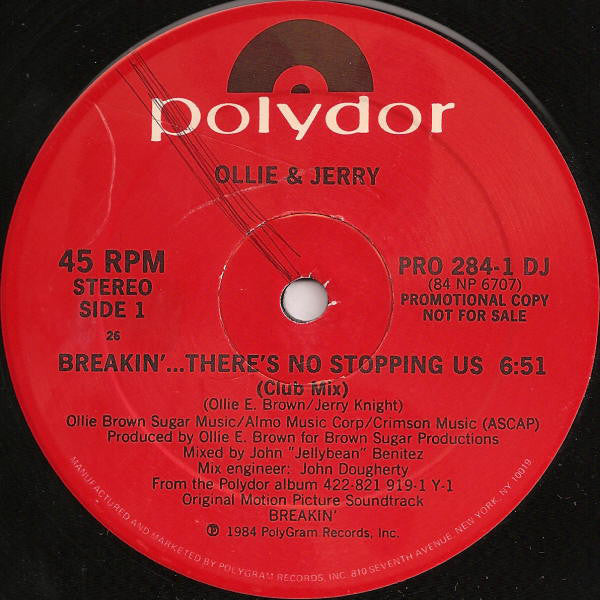 polydor
OLLIE & JERRY
45 RPM
STEREO
SIDE 1
26
PRO 284-1 DJ
(84 NP 6707)
PROMOTIONAL COPY
NOT FOR SALE
BREAKIN'...THERE'S NO STOPPING US 6:51
(Club Mix)
(Ollie E. Brown/Jerry Knight)
Ollie Brown Sugar Music/Almo Music Corp/Crimson Music (ASCAP)
Produced by Ollie E. Brown for Brown Sugar Productions
Mixed by John "Jellybean" Benitez
Mix engineer: John Dougherty
From the Polydor album 422-821 919-1 Y-1
Original Motion Picture Soundtrack
BREAKIN'
℗ 1984 PolyGram Records, Inc.
MANUFACTURED AND MARKETED BY POLYGRAM RECORDS, INC. 810 SEVENTH AVENUE, NEW YORK, NY 10019